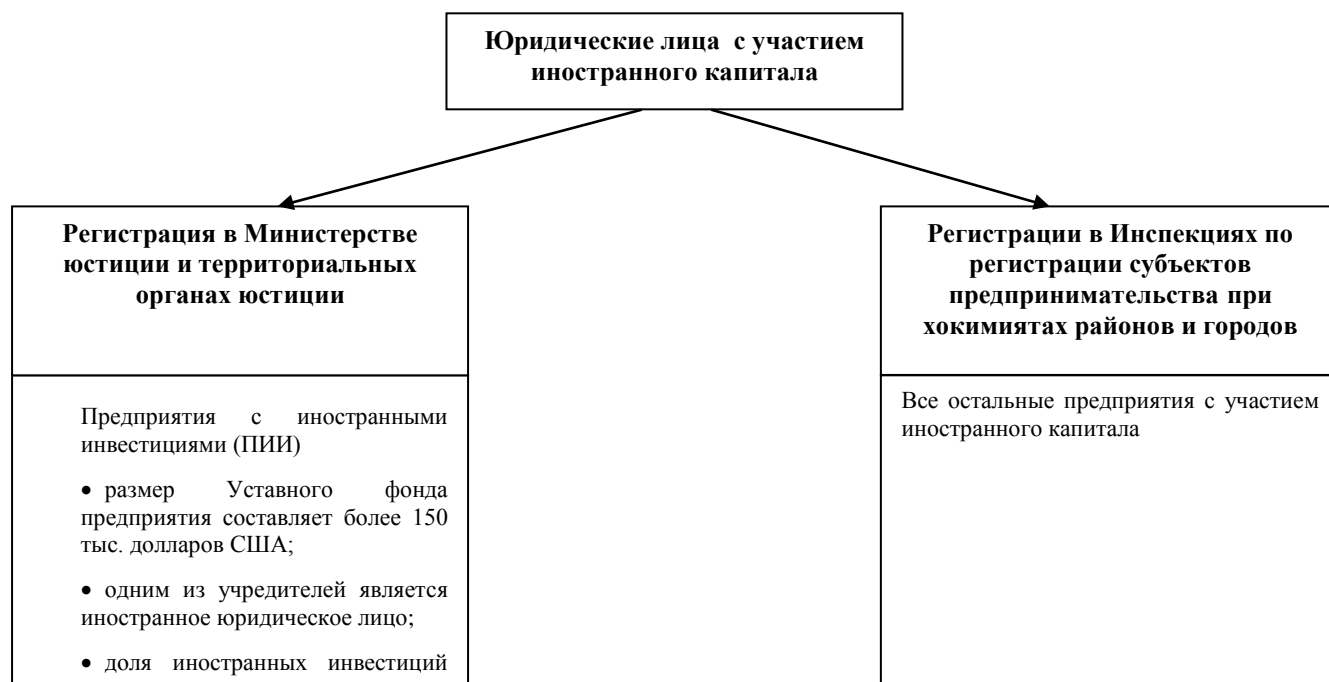 Юридические лица с участием
иностранного капитала
Регистрация в Министерстве
юстиции и территориальных
органах юстиции
Предприятия с иностранными
инвестициями (ПИИ)
• размер Уставного фонда
предприятия составляет более 150
тыс. долларов США;
• одним из учредителей является
иностранное юридическое лицо;
• доля иностранных инвестиций
Регистрации в Инспекциях по
регистрации субъектов
предпринимательства при
хокимиятах районов и городов
Все остальные предприятия с участием
иностранного капитала